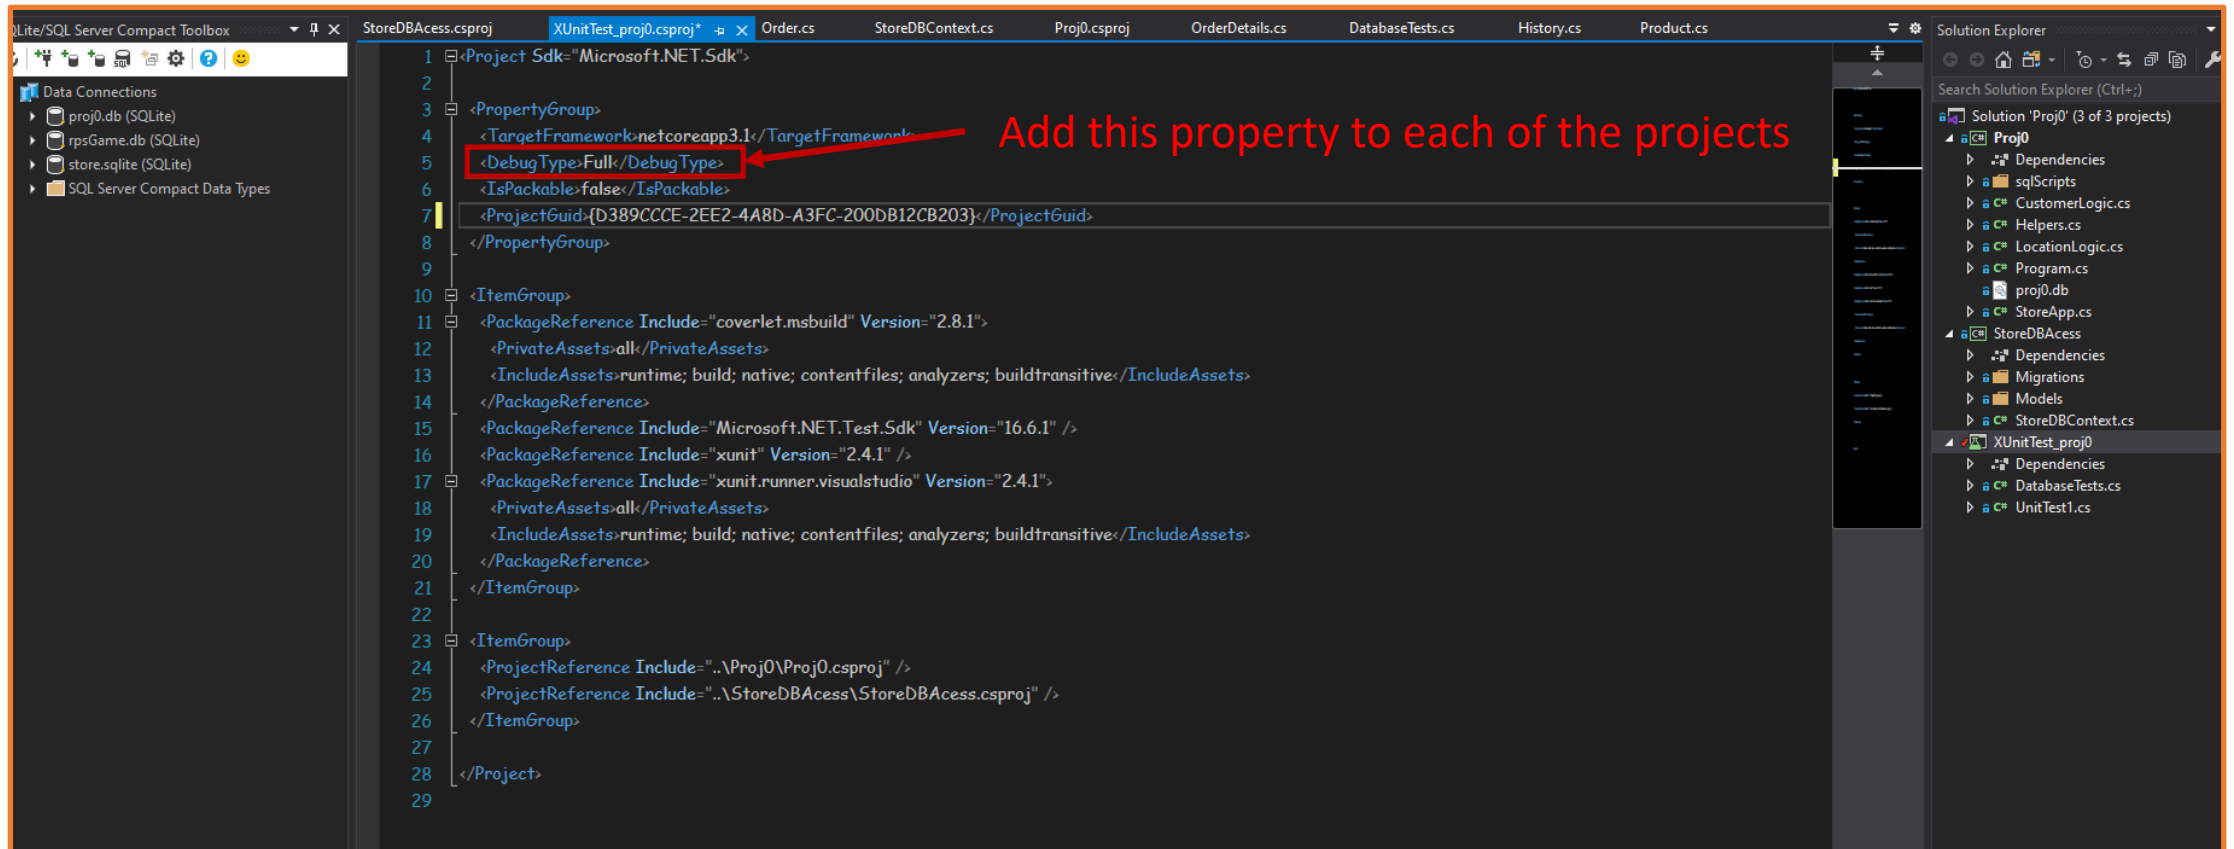 QLite/SQL Server Compact Toolbox
Data Connections
proj0.db (SQLite)
rpsGame.db (SQLite)
store.sqlite (SQLite)
SQL Server Compact Data Types
StoreDBAcess.csproj XUnitTest_proj0.csproj* Order.cs StoreDBContext.cs Proj0.csproj OrderDetails.cs DatabaseTests.cs History.cs Product.cs
1 <Project Sdk="Microsoft.NET.Sdk">
2
3 <PropertyGroup>
4 <TargetFramework>netcoreapp3.1</TargetFramework>
5 <DebugType>Full</DebugType>
6 <IsPackable>false</IsPackable>
7 <ProjectGuid>{D389CCCE-2EE2-4A8D-A3FC-200DB12CB203}</ProjectGuid>
8 </PropertyGroup>
9
10 <ItemGroup>
11 <PackageReference Include="coverlet.msbuild" Version="2.8.1">
12 <PrivateAssets>all</PrivateAssets>
13 <IncludeAssets>runtime; build; native; contentfiles; analyzers; buildtransitive</IncludeAssets>
14 </PackageReference>
15 <PackageReference Include="Microsoft.NET.Test.Sdk" Version="16.6.1" />
16 <PackageReference Include="xunit" Version="2.4.1" />
17 <PackageReference Include="xunit.runner.visualstudio" Version="2.4.1">
18 <PrivateAssets>all</PrivateAssets>
19 <IncludeAssets>runtime; build; native; contentfiles; analyzers; buildtransitive</IncludeAssets>
20 </PackageReference>
21 </ItemGroup>
22
23 <ItemGroup>
24 <ProjectReference Include="..\Proj0\Proj0.csproj" />
25 <ProjectReference Include="..\StoreDBAcess\StoreDBAcess.csproj" />
26 </ItemGroup>
27
28 </Project>
29
Add this property to each of the projects
Solution Explorer
Search Solution Explorer (Ctrl+;)
Solution 'Proj0' (3 of 3 projects)
Proj0
Dependencies
sqlScripts
CustomerLogic.cs
Helpers.cs
LocationLogic.cs
Program.cs
proj0.db
StoreApp.cs
StoreDBAcess
Dependencies
Migrations
Models
StoreDBContext.cs
XUnitTest_proj0
Dependencies
DatabaseTests.cs
UnitTest1.cs